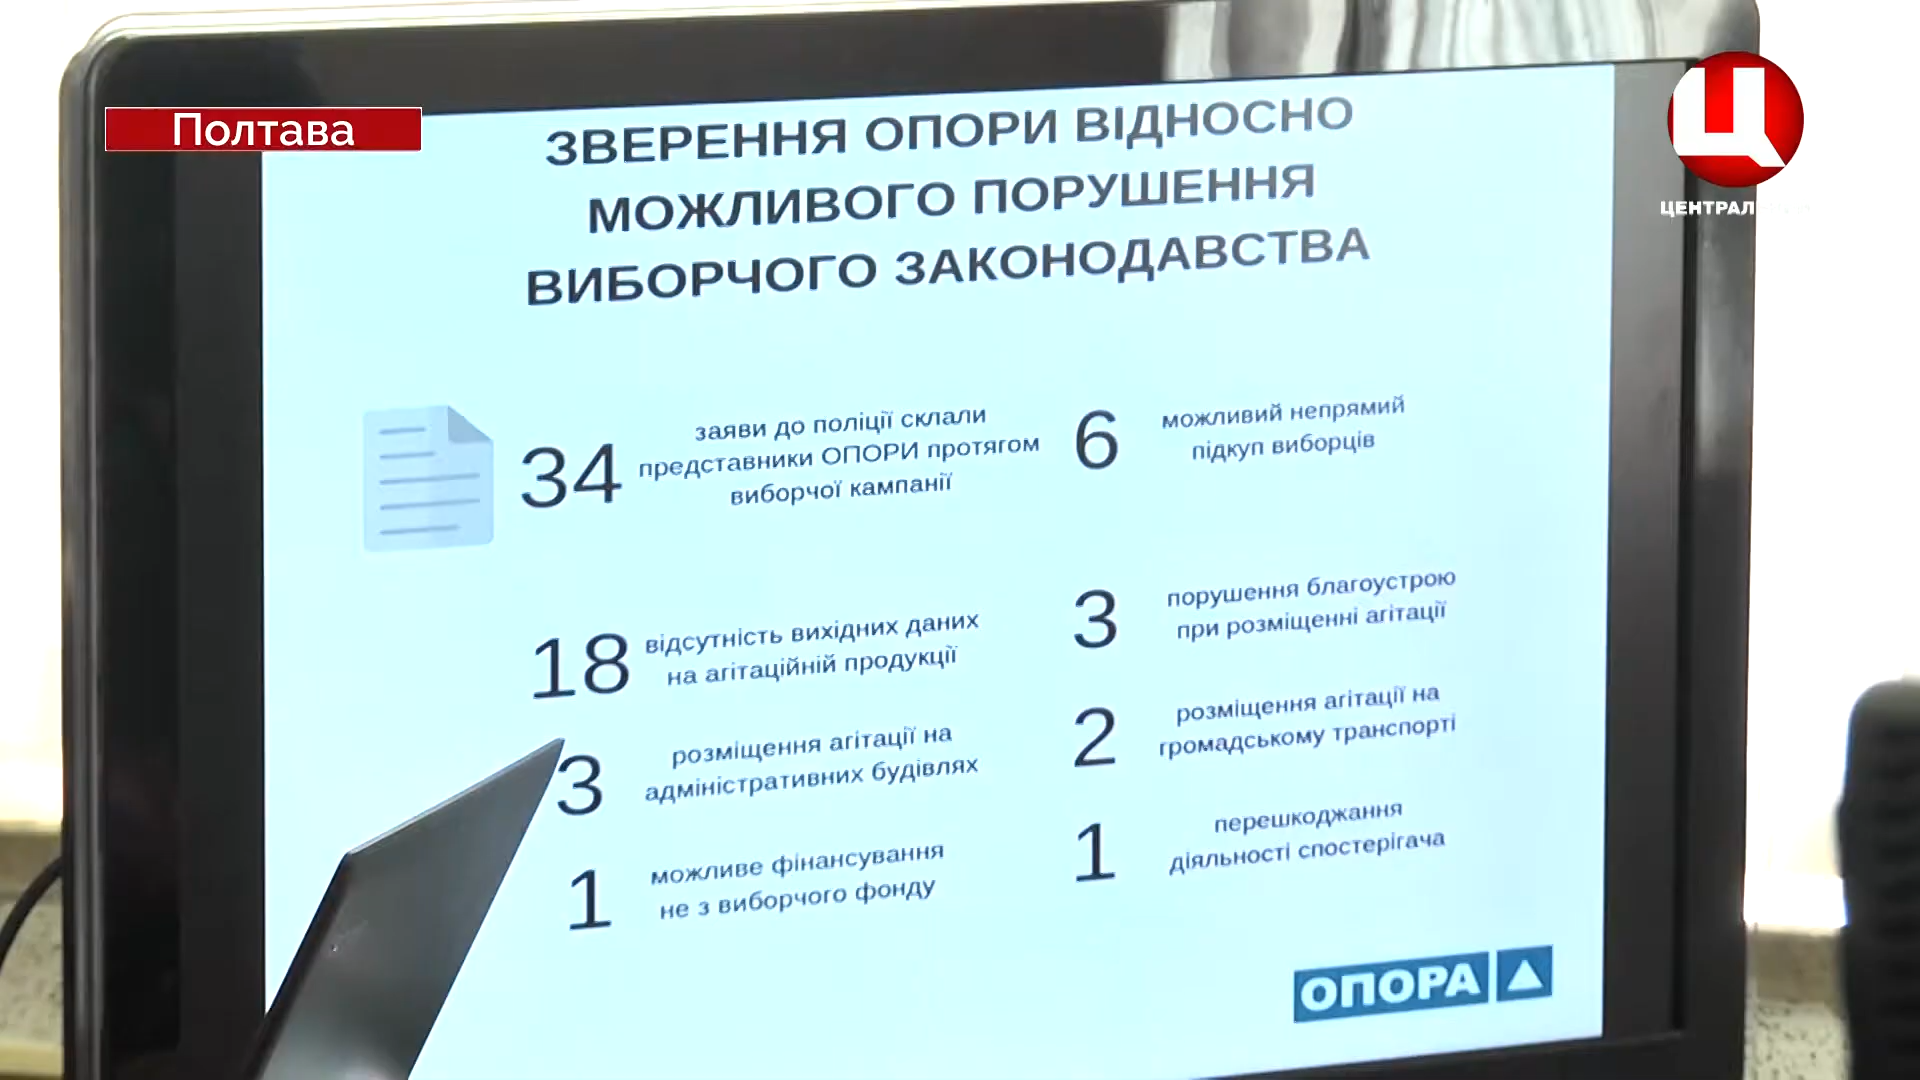 Полтава
ЦЕНТРАЛ
ЗВЕРЕННЯ ОПОРИ ВІДНОСНО
МОЖЛИВОГО ПОРУШЕННЯ
ВИБОРЧОГО ЗАКОНОДАВСТВА
34
заяви до поліції склали
представники ОПОРИ протягом
виборчої кампанії
6
можливий непрямий
підкуп виборців
18
відсутність вихідних даних
на агітаційній продукції
3
порушення благоустрою
при розміщенні агітації
3
розміщення агітації на
адміністративних будівлях
2
розміщення агітації на
громадському транспорті
1
можливе фінансування
не з виборчого фонду
1
перешкоджання
діяльності спостерігача
ОПОРА